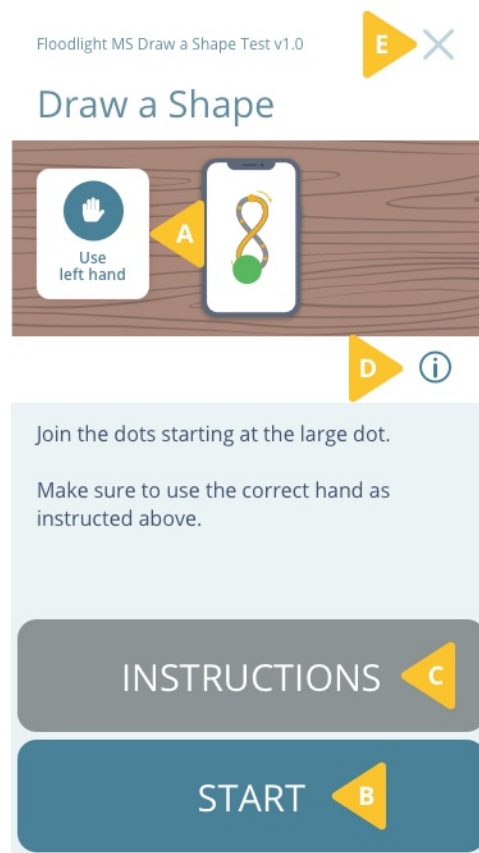 Floodlight MS Draw a Shape Test v1.0
E
Draw a Shape
A
Use
left hand
D
i
Join the dots starting at the large dot.
Make sure to use the correct hand as
instructed above.
INSTRUCTIONS
C
START
B